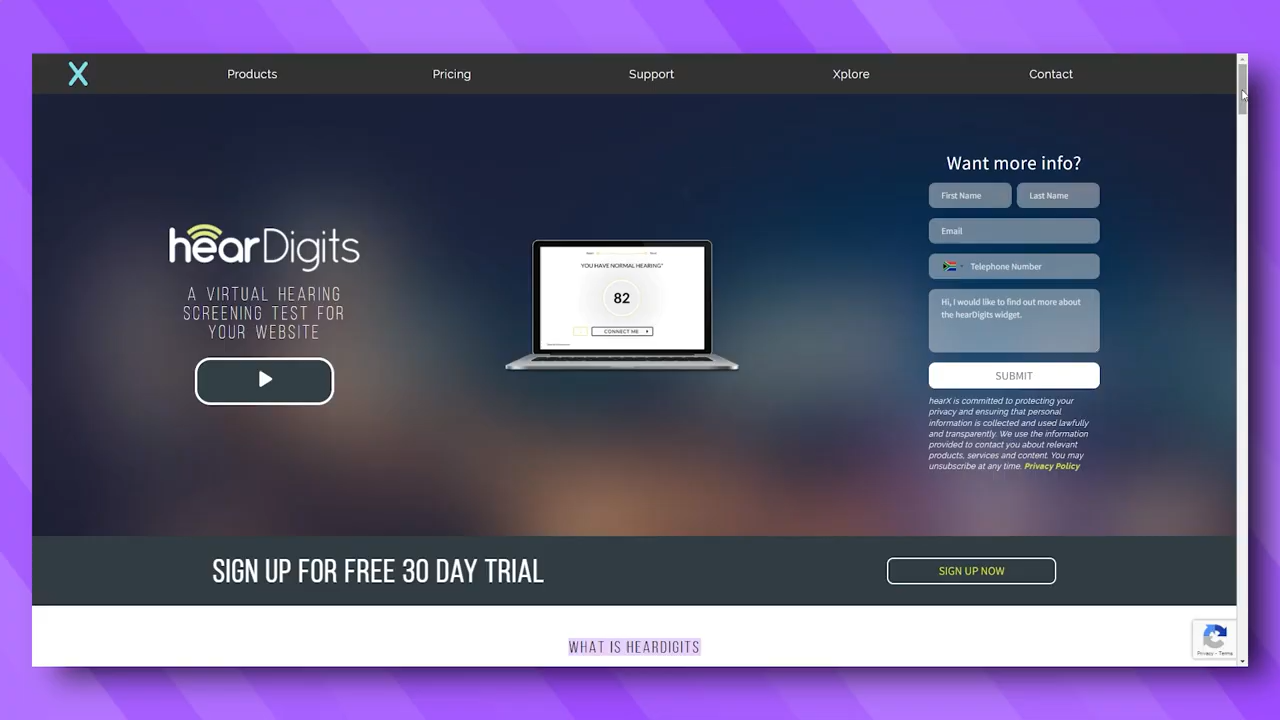 X
Products
Pricing
Support
Xplore
Contact
hearDigits
A VIRTUAL HEARING
SCREENING TEST FOR
YOUR WEBSITE
YOU HAVE NORMAL HEARING*
82
CONNECT ME
Want more info?
First Name
Last Name
Email
Telephone Number
Hi, I would like to find out more about
the hearDigits widget.
SUBMIT
hearX is committed to protecting your
privacy and ensuring that personal
information is collected and used lawfully
and transparently. We use the information
provided to contact you about relevant
products, services and content. You may
unsubscribe at any time. Privacy Policy
SIGN UP FOR FREE 30 DAY TRIAL
SIGN UP NOW
WHAT IS HEARDIGITS
Privacy - Terms